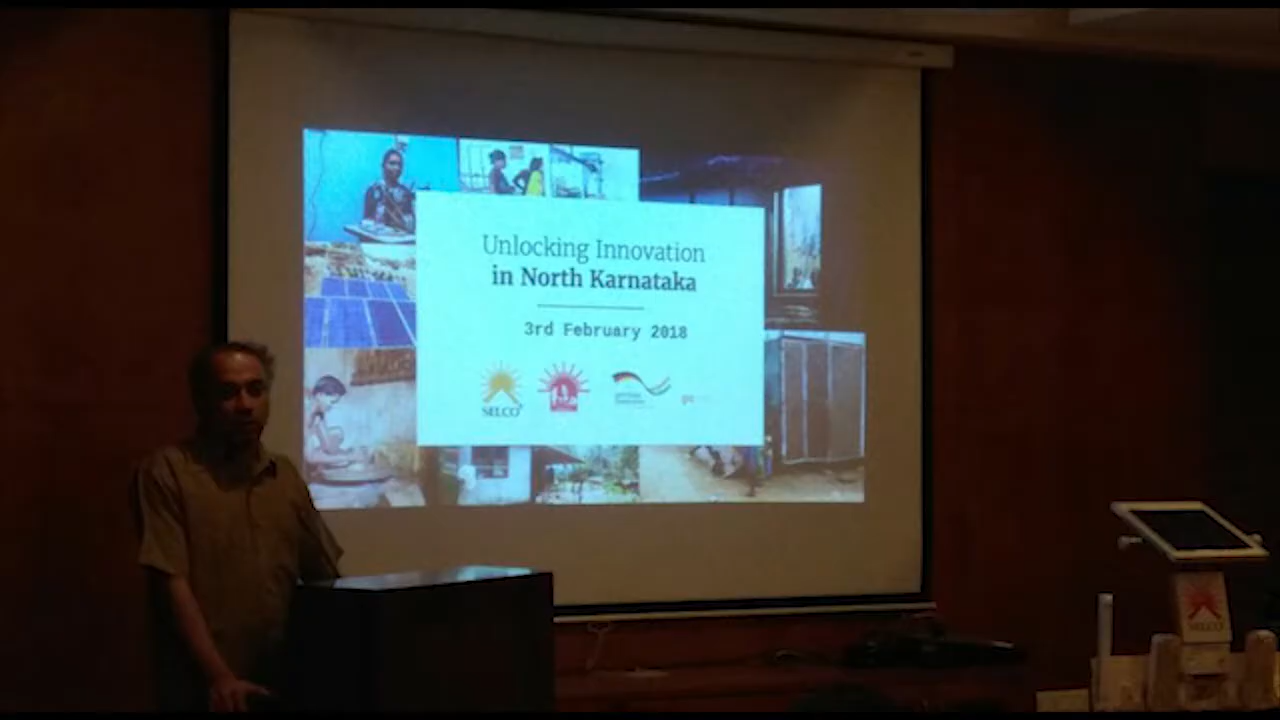 Unlocking Innovation
in North Karnataka
3rd February 2018
SELCO
SELCO